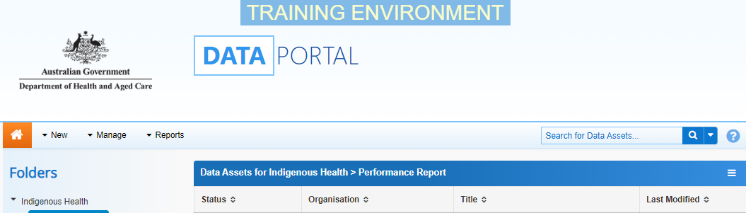 TRAINING ENVIRONMENT
DATA PORTAL
Australian Government
Department of Health and Aged Care
New Manage Reports Search for Data Assets... ?
Folders
Data Assets for Indigenous Health > Performance Report
Indigenous Health
Status Organisation Title Last Modified